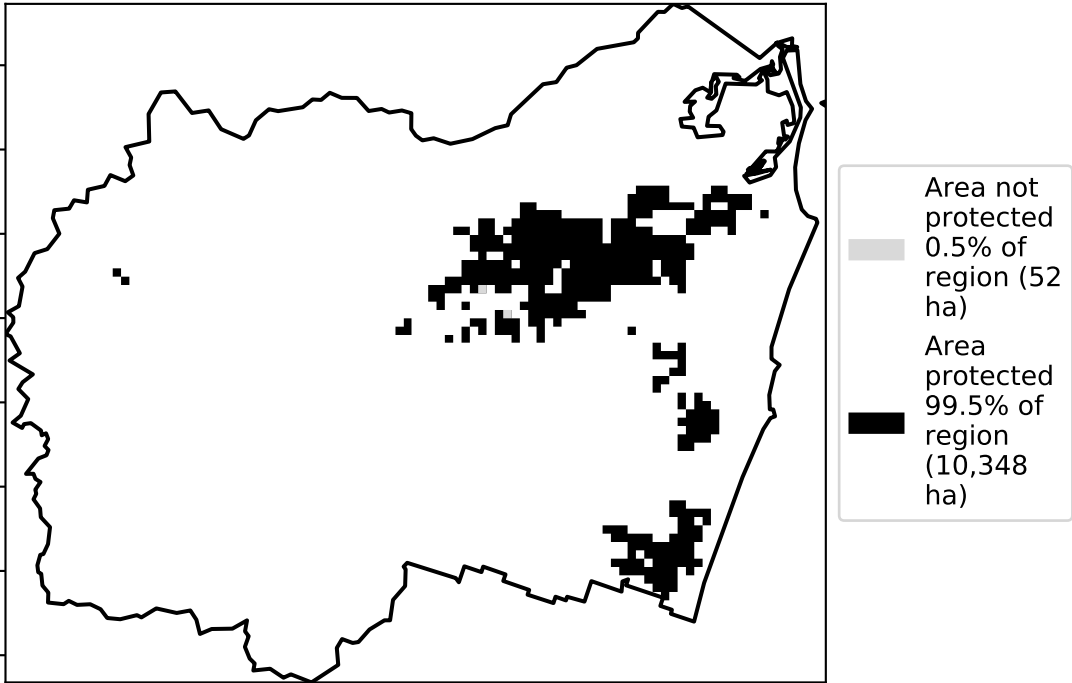 Area not
protected
0.5% of
region (52
ha)
Area
protected
99.5% of
region
(10,348
ha)